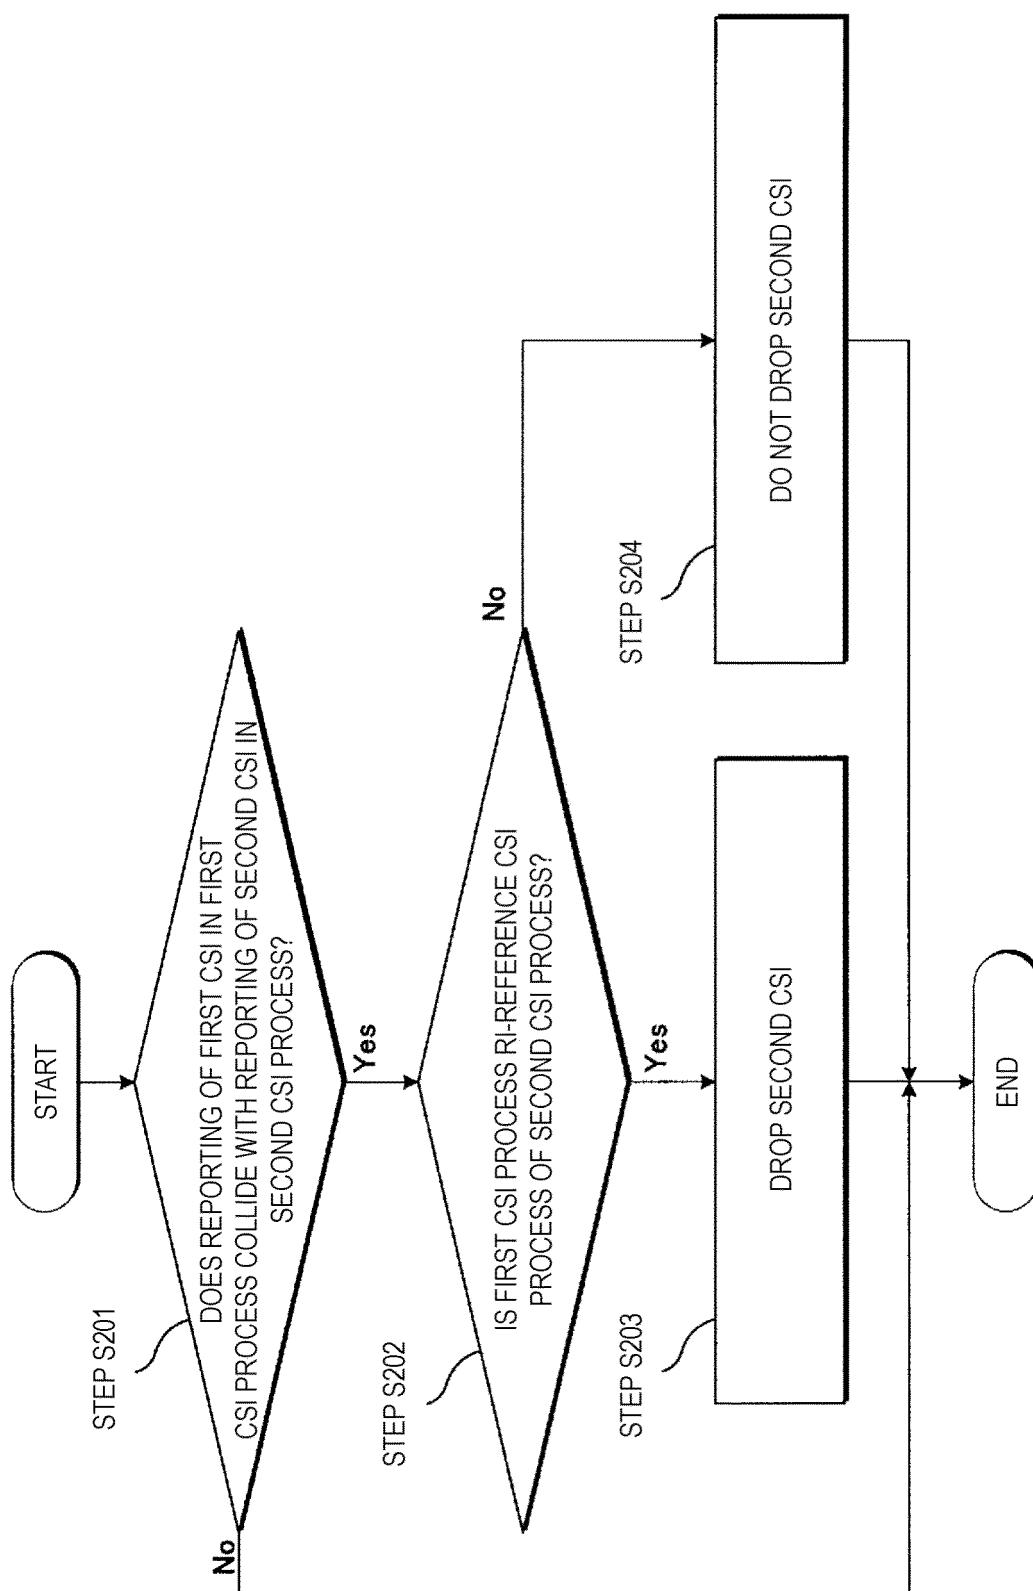 START
STEP S201
DOES REPORTING OF FIRST CSI IN FIRST
CSI PROCESS COLLIDE WITH REPORTING OF SECOND CSI IN
SECOND CSI PROCESS?
No
Yes
STEP S202
IS FIRST CSI PROCESS RI-REFERENCE CSI
PROCESS OF SECOND CSI PROCESS?
No
Yes
STEP S203
DROP SECOND CSI
STEP S204
DO NOT DROP SECOND CSI
END